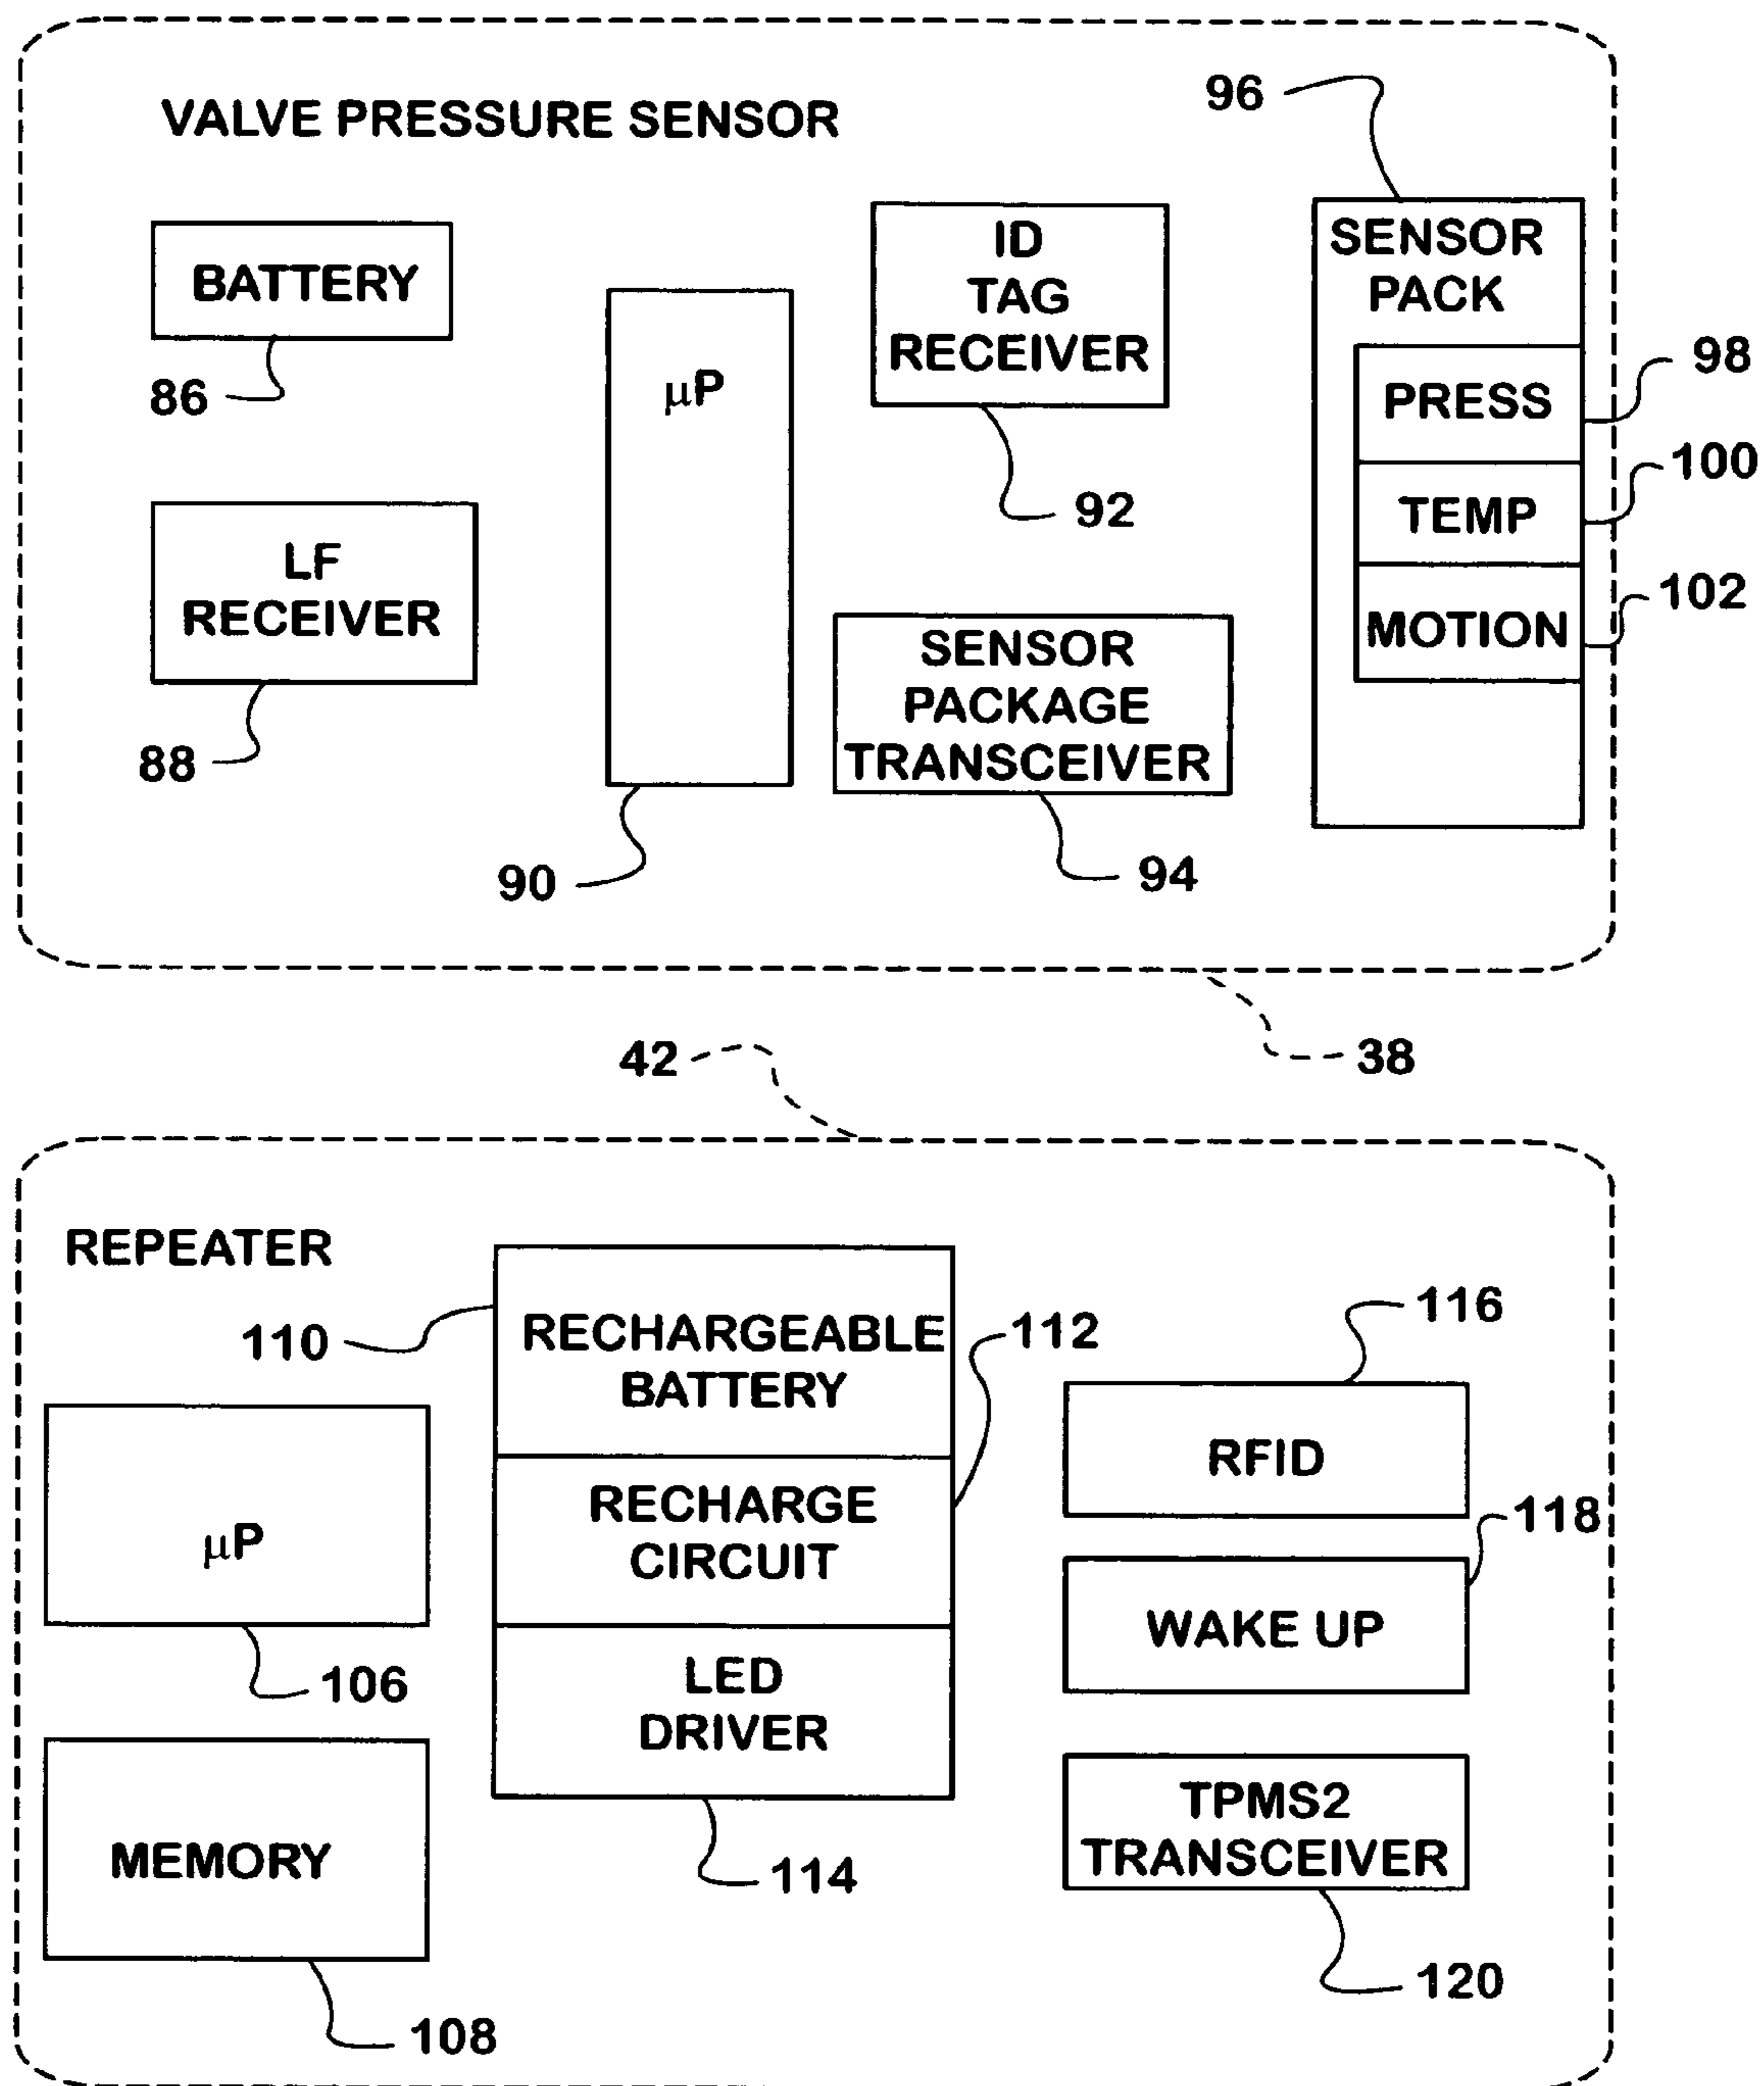 VALVE PRESSURE SENSOR
96
BATTERY
86
LF
RECEIVER
88
μP
90
ID
TAG
RECEIVER
92
SENSOR
PACKAGE
TRANSCEIVER
94
SENSOR
PACK
PRESS
98
TEMP
100
MOTION
102
38
42
REPEATER
110
RECHARGEABLE
BATTERY
RECHARGE
CIRCUIT
112
LED
DRIVER
114
μP
106
MEMORY
108
116
RFID
118
WAKE UP
TPMS2
TRANSCEIVER
120